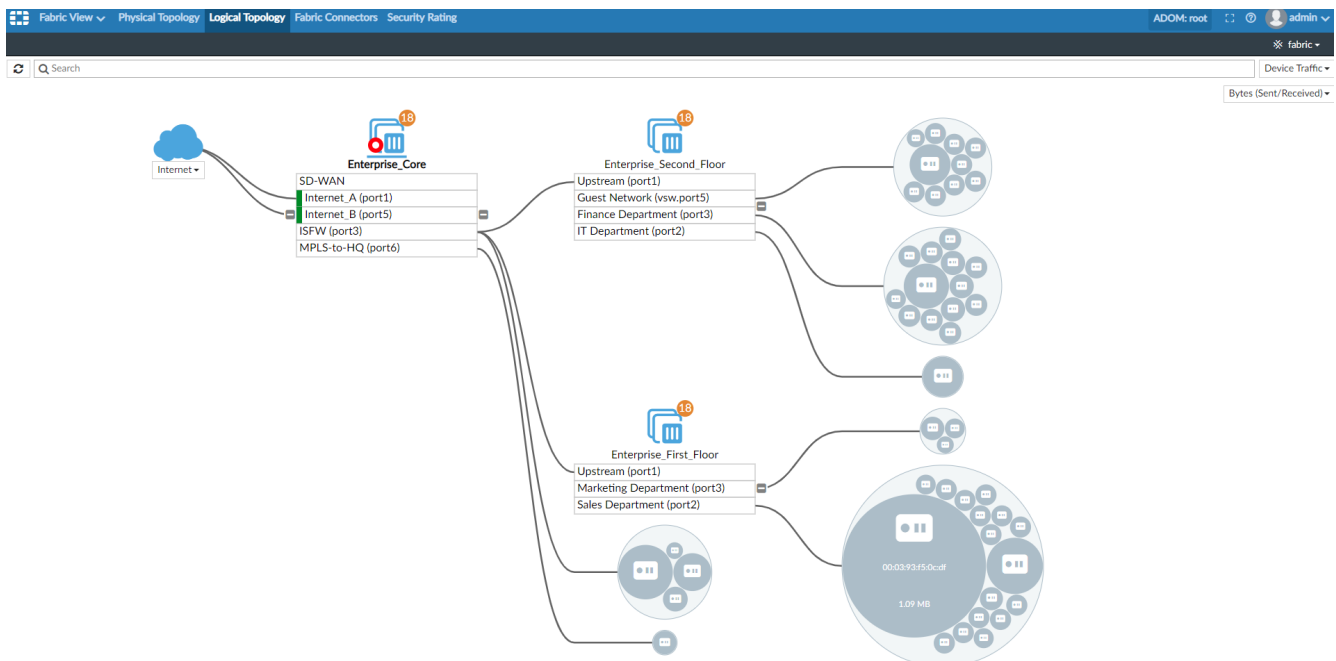 Fabric View Physical Topology Logical Topology Fabric Connectors Security Rating ADOM: root admin
fabric
Search Device Traffic
Bytes (Sent/Received)
Internet
18
Enterprise_Core
SD-WAN
Internet_A (port1)
Internet_B (port5)
ISFW (port3)
MPLS-to-HQ (port6)
18
Enterprise_Second_Floor
Upstream (port1)
Guest Network (vsw.port5)
Finance Department (port3)
IT Department (port2)
18
Enterprise_First_Floor
Upstream (port1)
Marketing Department (port3)
Sales Department (port2)
00:03:93:f5:0c:df
1.09 MB